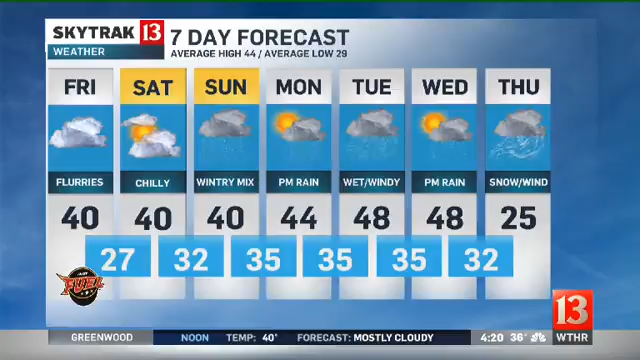 SKYTRAK 13
WEATHER
7 DAY FORECAST
AVERAGE HIGH 44 / AVERAGE LOW 29
FRI SAT SUN MON TUE WED THU
FLURRIES CHILLY WINTRY MIX PM RAIN WET/WINDY PM RAIN SNOW/WIND
40 40 40 44 48 48 25
27 32 35 35 35 32
FUEL
13
GREENWOOD NOON TEMP: 40° FORECAST: MOSTLY CLOUDY 4:20 36° WTHR